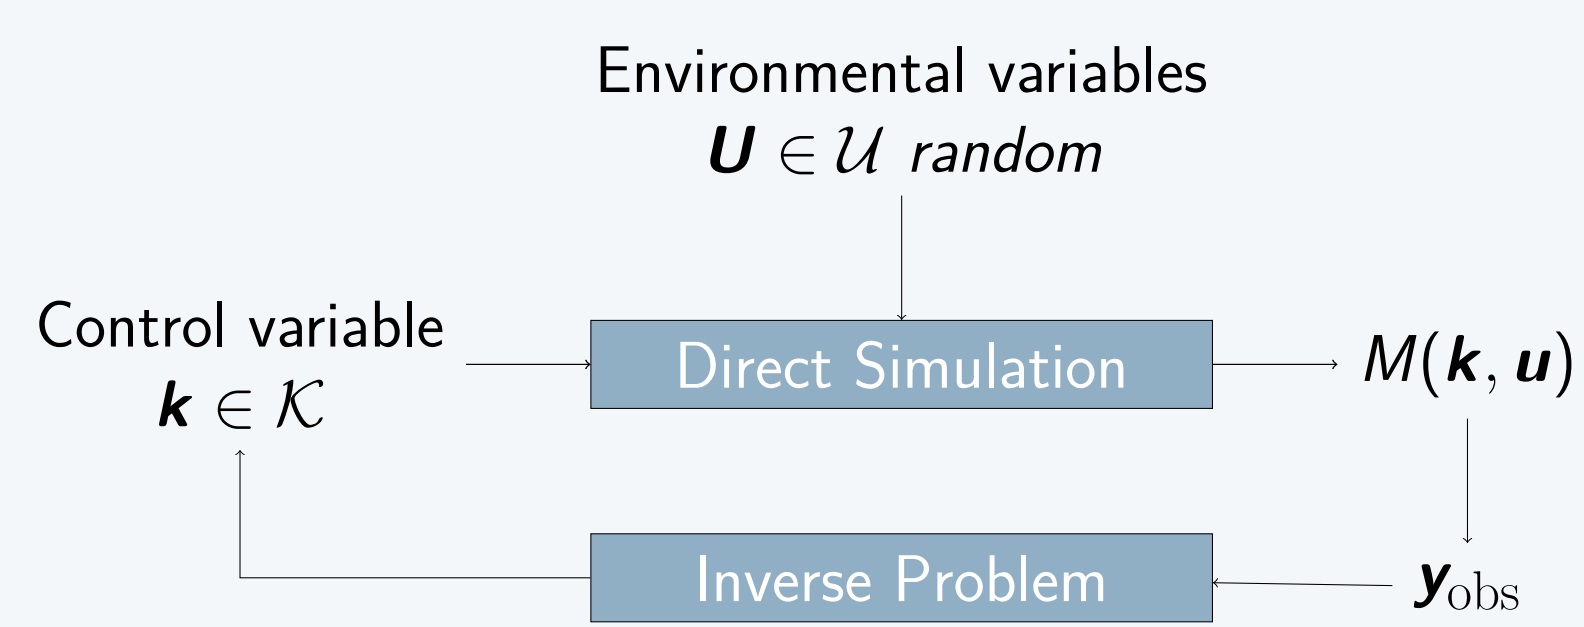 Environmental variables
U ∈ 𝒰 random
Control variable
k ∈ 𝒦
Direct Simulation
M(k, u)
Inverse Problem
y_obs